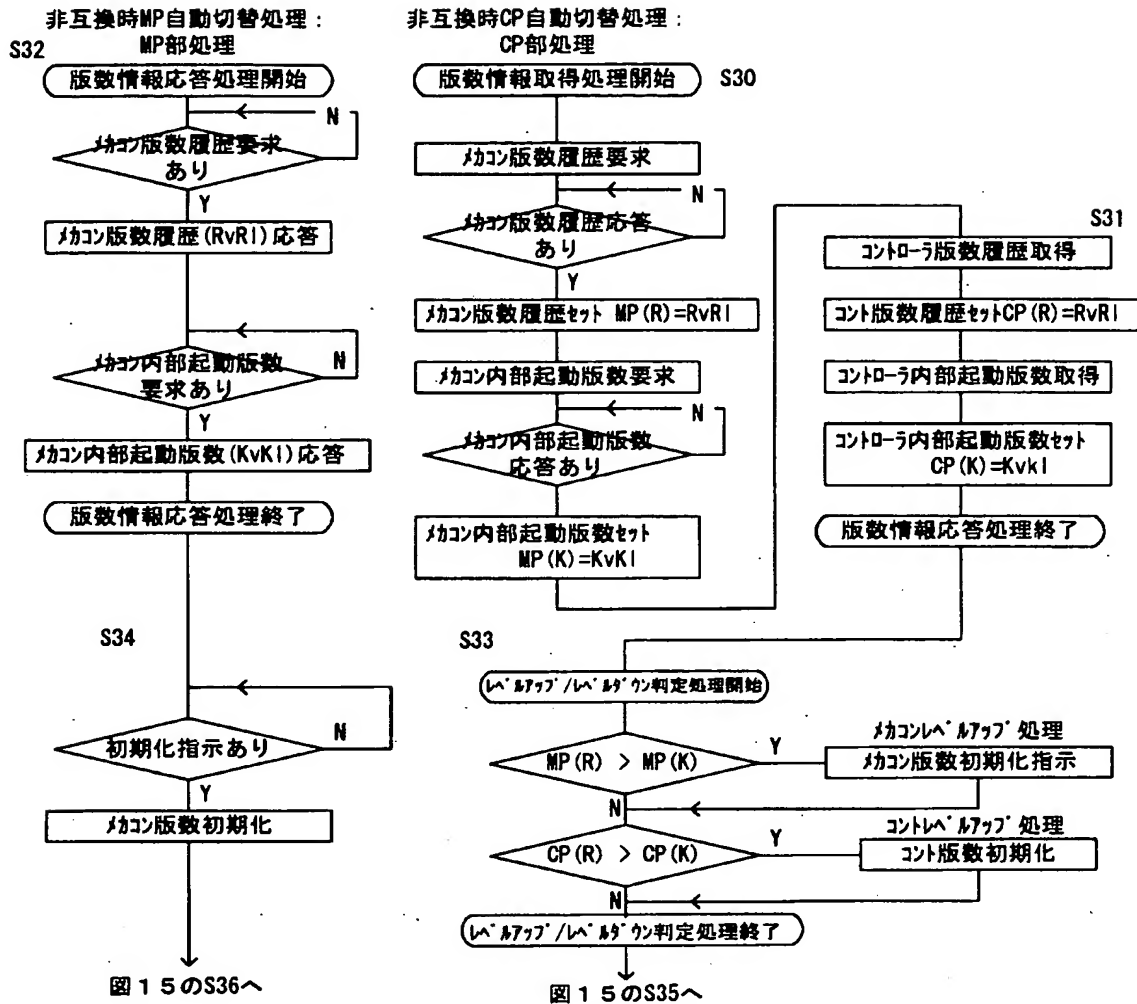 非互換時MP自動切替処理：
MP部処理
S32
版数情報応答処理開始
N
メカコン版数履歴要求
あり
Y
メカコン版数履歴(RvRl)応答
N
メカコン内部起動版数
要求あり
Y
メカコン内部起動版数(KvKl)応答
版数情報応答処理終了
S34
初期化指示あり
N
Y
メカコン版数初期化
図１５のS36へ
非互換時CP自動切替処理：
CP部処理
版数情報取得処理開始
S30
メカコン版数履歴要求
N
メカコン版数履歴応答
あり
Y
メカコン版数履歴セット MP(R)=RvRl
メカコン内部起動版数要求
N
メカコン内部起動版数
応答あり
メカコン内部起動版数セット
MP(K)=KvKl
S31
コントローラ版数履歴取得
コント版数履歴セットCP(R)=RvRl
コントローラ内部起動版数取得
コントローラ内部起動版数セット
CP(K)=Kvkl
版数情報応答処理終了
S33
レベルアップ/レベルダウン判定処理開始
MP(R) > MP(K)
Y
メカコンレベルアップ処理
メカコン版数初期化指示
N
CP(R) > CP(K)
Y
コントレベルアップ処理
コント版数初期化
N
レベルアップ/レベルダウン判定処理終了
図１５のS35へ